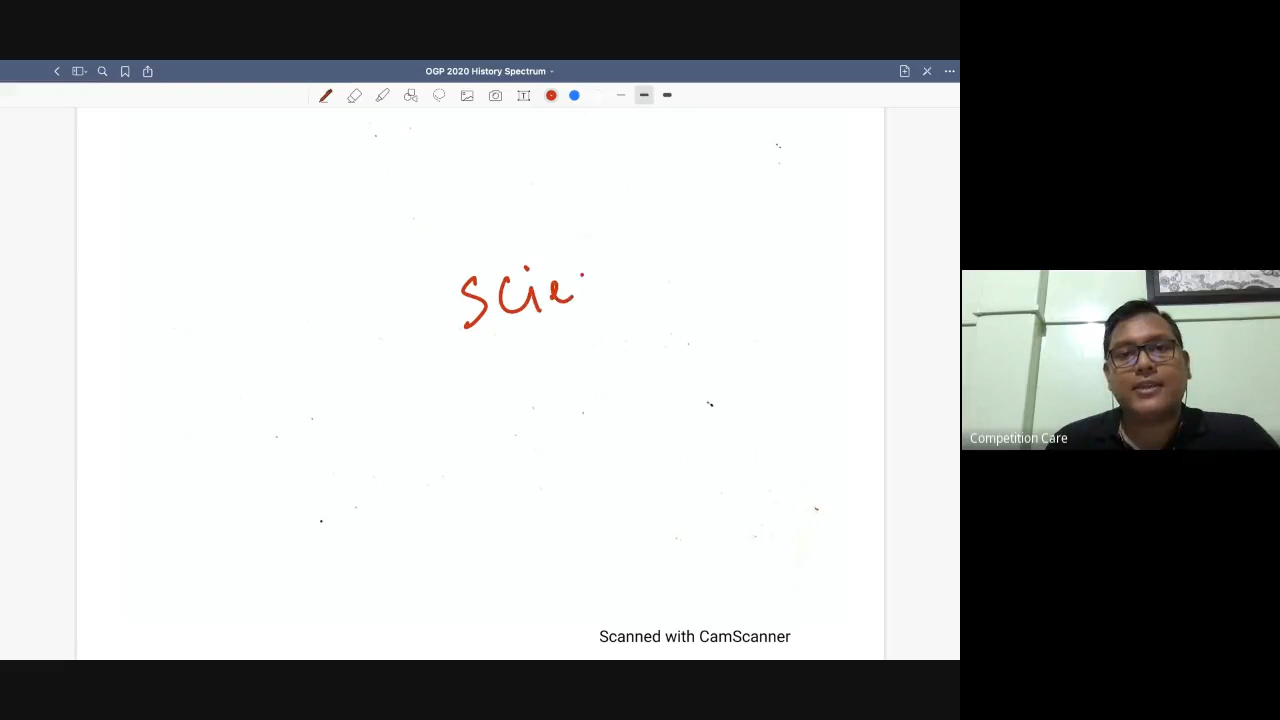 OGP 2020 History Spectrum
scie
Competition Care
Scanned with CamScanner